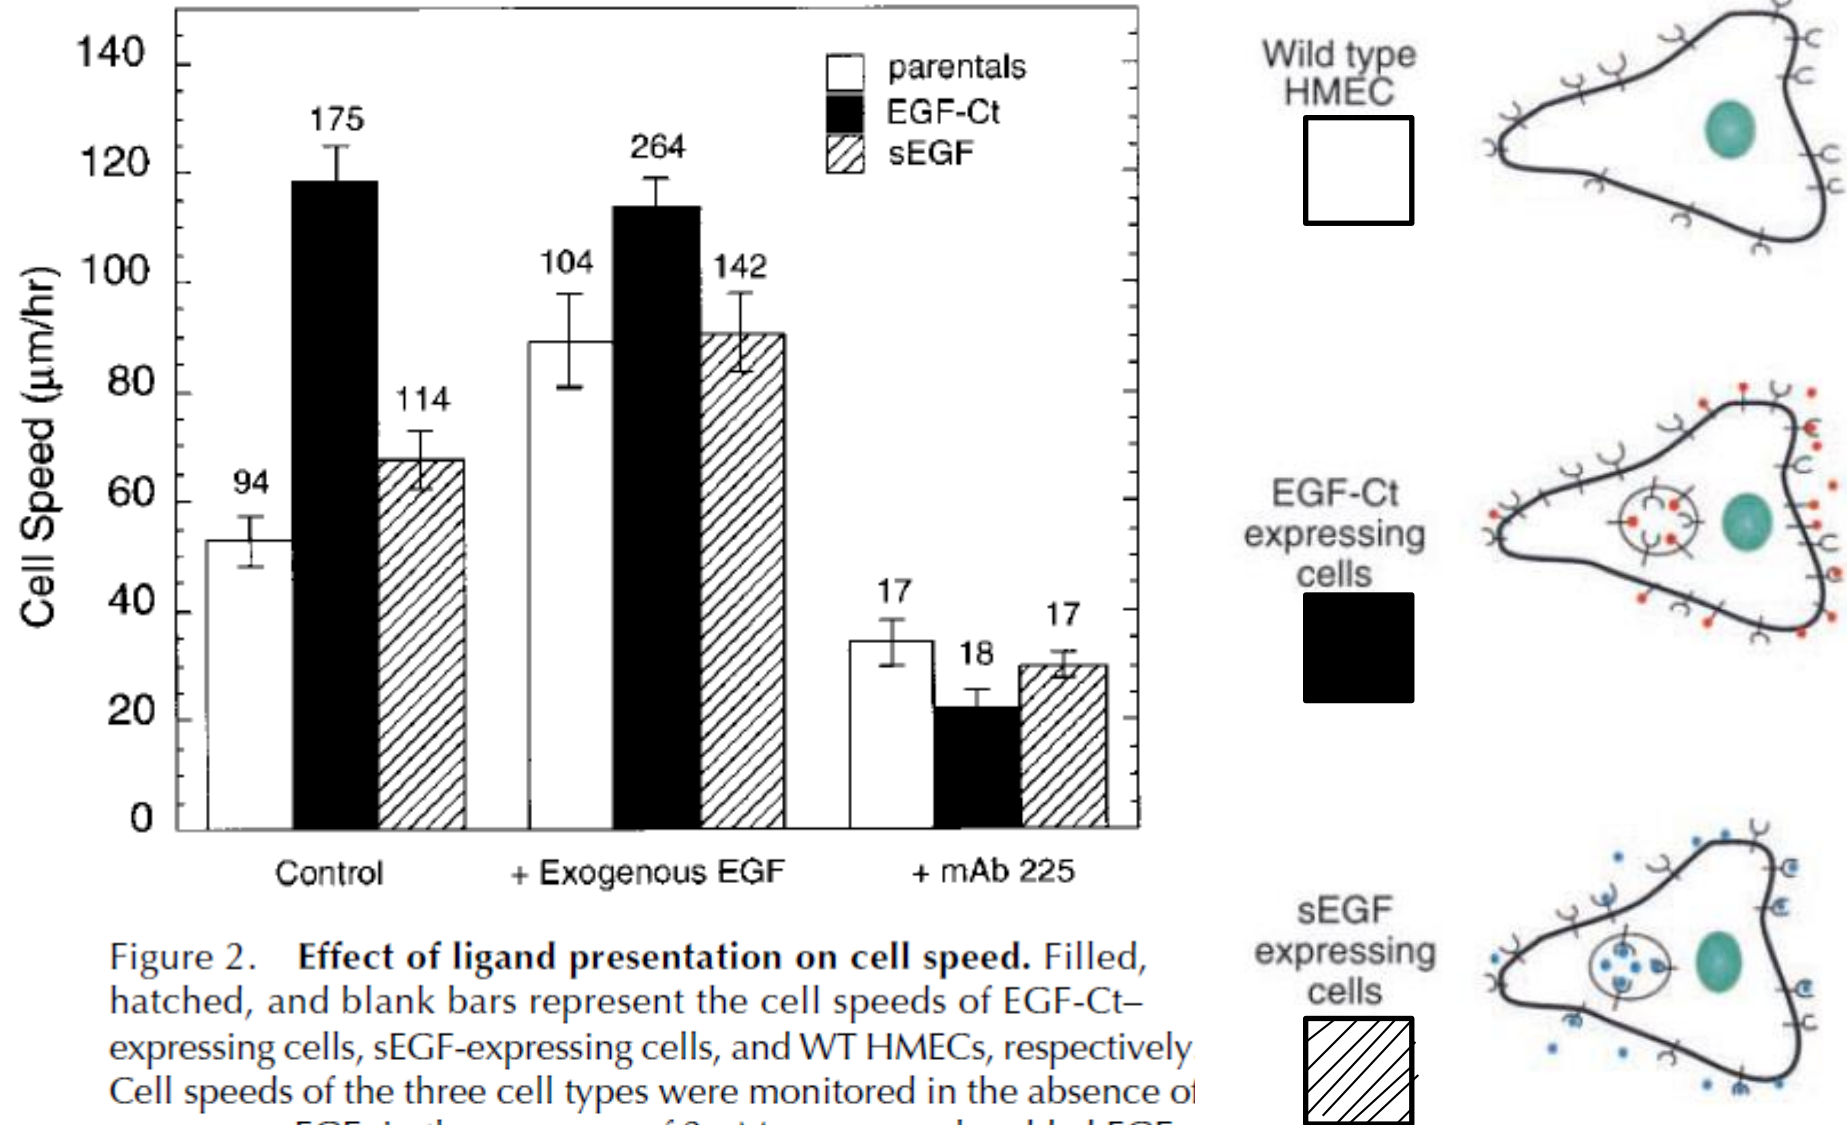 140
120
100
80
60
40
20
0
Cell Speed (μm/hr)
175
94
114
104
264
142
17
18
17
parentals
EGF-Ct
sEGF
Control
+ Exogenous EGF
+ mAb 225
Figure 2. Effect of ligand presentation on cell speed. Filled,
hatched, and blank bars represent the cell speeds of EGF-Ct–
expressing cells, sEGF-expressing cells, and WT HMECs, respectively
Cell speeds of the three cell types were monitored in the absence of
Wild type
HMEC
EGF-Ct
expressing
cells
sEGF
expressing
cells